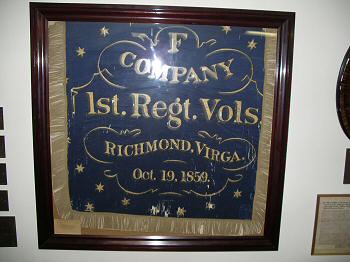 F
COMPANY
1st. Regt. Vols.
RICHMOND, VIRGA.
Oct. 19, 1859.